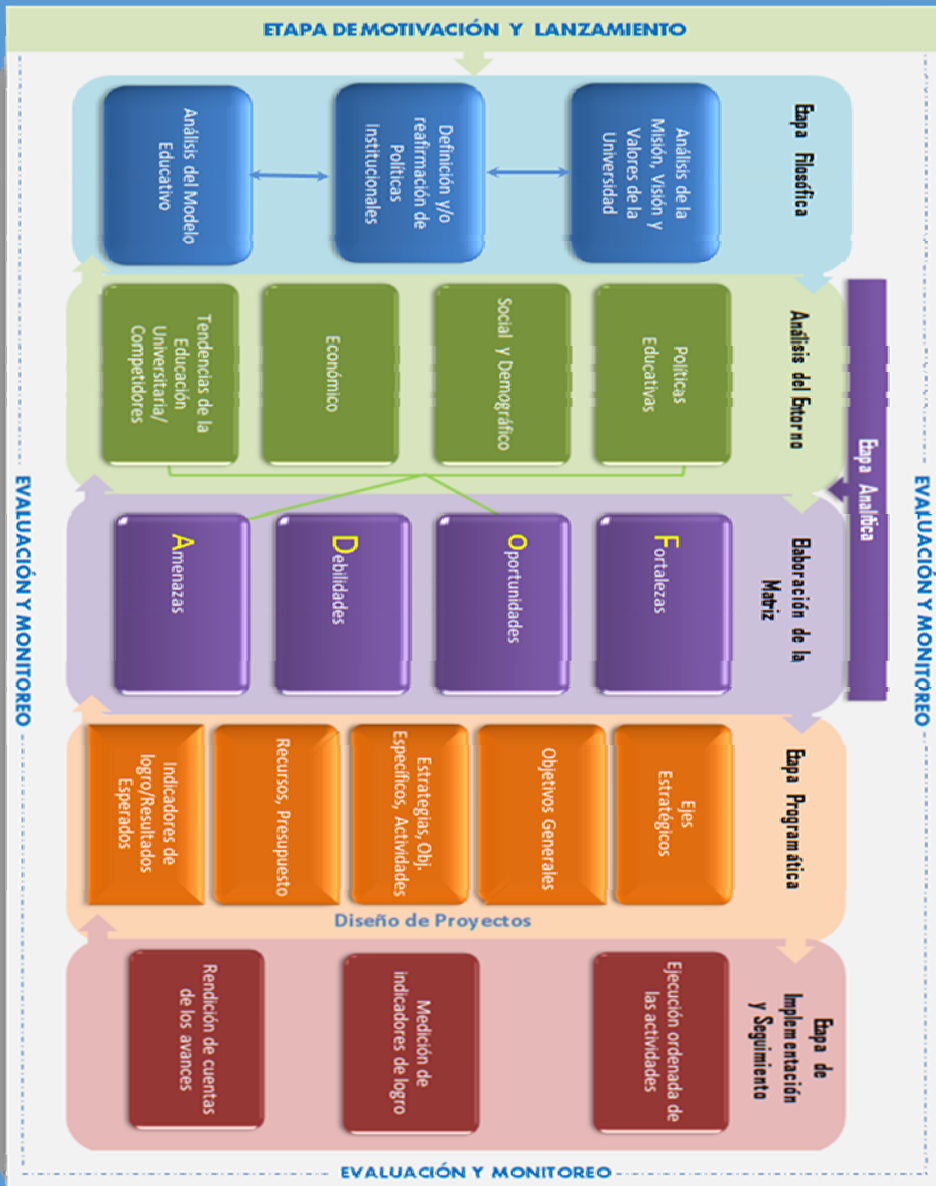 ETAPA DE MOTIVACIÓN Y LANZAMIENTO
Etapa Filosófica
Análisis de la
Misión, Visión y
Valores de la
Universidad
Definición y/o
reafirmación de
Políticas
Institucionales
Análisis del Modelo
Educativo
Etapa Analítica
Análisis del Entorno
Políticas
Educativas
Social y Demográfico
Económico
Tendencias de la
Educación
Universitaria/
Competidores
Elaboración de la
Matriz
Fortalezas
Oportunidades
Debilidades
Amenazas
Etapa Programática
Ejes
Estratégicos
Objetivos Generales
Estrategias, Obj.
Específicos, Actividades
Recursos, Presupuesto
Indicadores de
logro/Resultados
Esperados
Diseño de Proyectos
Etapa de
Implementación
y Seguimiento
Ejecución ordenada de
las actividades
Medición de
indicadores de logro
Rendición de cuentas
de los avances
EVALUACIÓN Y MONITOREO
EVALUACIÓN Y MONITOREO
EVALUACIÓN Y MONITOREO